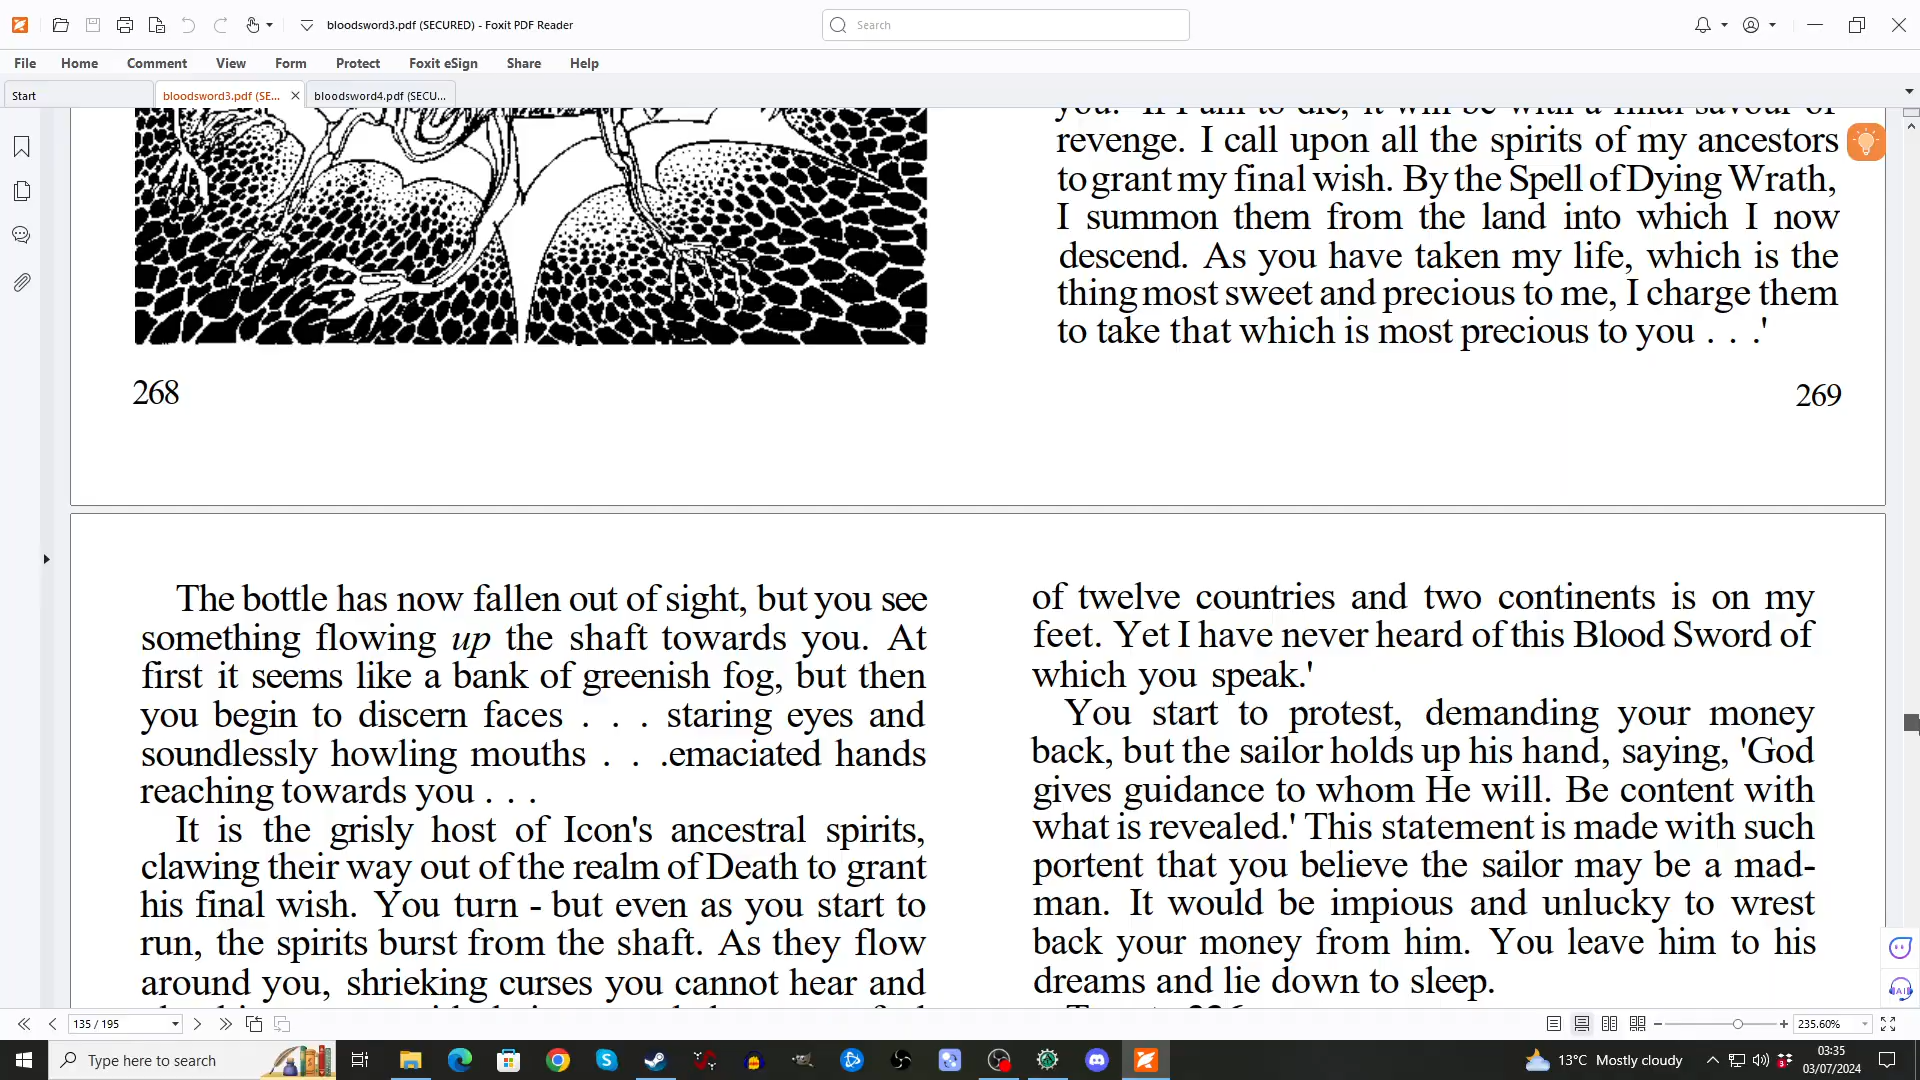 bloodsword3.pdf (SECURED) - Foxit PDF Reader
Search
File Home Comment View Form Protect Foxit eSign Share Help
Start bloodsword3.pdf (SE... bloodsword4.pdf (SECU...
revenge. I call upon all the spirits of my ancestors
to grant my final wish. By the Spell of Dying Wrath,
I summon them from the land into which I now
descend. As you have taken my life, which is the
thing most sweet and precious to me, I charge them
to take that which is most precious to you . . .'
268
269
The bottle has now fallen out of sight, but you see
something flowing up the shaft towards you. At
first it seems like a bank of greenish fog, but then
you begin to discern faces . . . staring eyes and
soundlessly howling mouths . . .emaciated hands
reaching towards you . . .
It is the grisly host of Icon's ancestral spirits,
clawing their way out of the realm of Death to grant
his final wish. You turn - but even as you start to
run, the spirits burst from the shaft. As they flow
around you, shrieking curses you cannot hear and
of twelve countries and two continents is on my
feet. Yet I have never heard of this Blood Sword of
which you speak.'
You start to protest, demanding your money
back, but the sailor holds up his hand, saying, 'God
gives guidance to whom He will. Be content with
what is revealed.' This statement is made with such
portent that you believe the sailor may be a mad-
man. It would be impious and unlucky to wrest
back your money from him. You leave him to his
dreams and lie down to sleep.
135 / 195
235.60%
Type here to search
13°C Mostly cloudy
03:35
03/07/2024